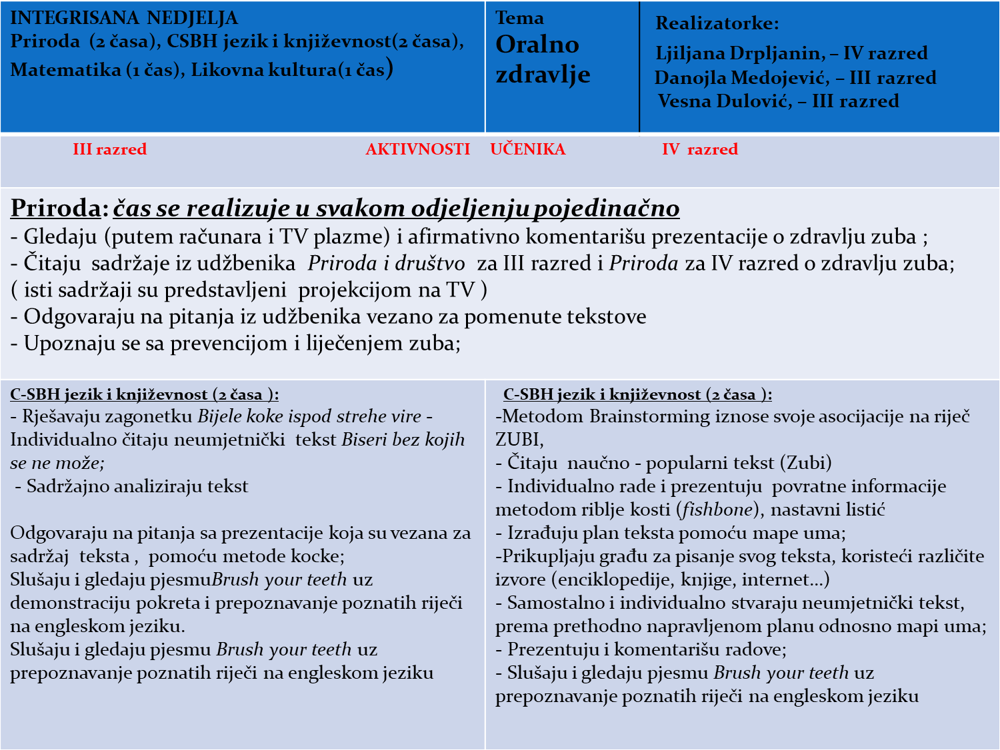 INTEGRISANA NEDJELJA
Priroda (2 časa), CSBH jezik i književnost(2 časa),
Matematika (1 čas), Likovna kultura(1 čas)
Tema
Oralno
zdravlje
Realizatorke:
Ljiljana Drpljanin, – IV razred
Danojla Medojević, – III razred
Vesna Dulović, – III razred
III razred AKTIVNOSTI UČENIKA IV razred
Priroda: čas se realizuje u svakom odjeljenju pojedinačno
- Gledaju (putem računara i TV plazme) i afirmativno komentarišu prezentacije o zdravlju zuba ;
- Čitaju sadržaje iz udžbenika Priroda i društvo za III razred i Priroda za IV razred o zdravlju zuba;
( isti sadržaji su predstavljeni projekcijom na TV )
- Odgovaraju na pitanja iz udžbenika vezano za pomenute tekstove
- Upoznaju se sa prevencijom i liječenjem zuba;
C-SBH jezik i književnost (2 časa ):
- Rješavaju zagonetku Bijele koke ispod strehe vire -
Individualno čitaju neumjetnički tekst Biseri bez kojih
se ne može;
- Sadržajno analiziraju tekst
Odgovaraju na pitanja sa prezentacije koja su vezana za
sadržaj teksta , pomoću metode kocke;
Slušaju i gledaju pjesmuBrush your teeth uz
demonstraciju pokreta i prepoznavanje poznatih riječi
na engleskom jeziku.
Slušaju i gledaju pjesmu Brush your teeth uz
prepoznavanje poznatih riječi na engleskom jeziku
C-SBH jezik i književnost (2 časa ):
-Metodom Brainstorming iznose svoje asocijacije na riječ
ZUBI,
- Čitaju naučno - popularni tekst (Zubi)
- Individualno rade i prezentuju povratne informacije
metodom riblje kosti (fishbone), nastavni listić
- Izrađuju plan teksta pomoću mape uma;
-Prikupljaju građu za pisanje svog teksta, koristeći različite
izvore (enciklopedije, knjige, internet...)
- Samostalno i individualno stvaraju neumjetnički tekst,
prema prethodno napravljenom planu odnosno mapi uma;
- Prezentuju i komentarišu radove;
- Slušaju i gledaju pjesmu Brush your teeth uz
prepoznavanje poznatih riječi na engleskom jeziku